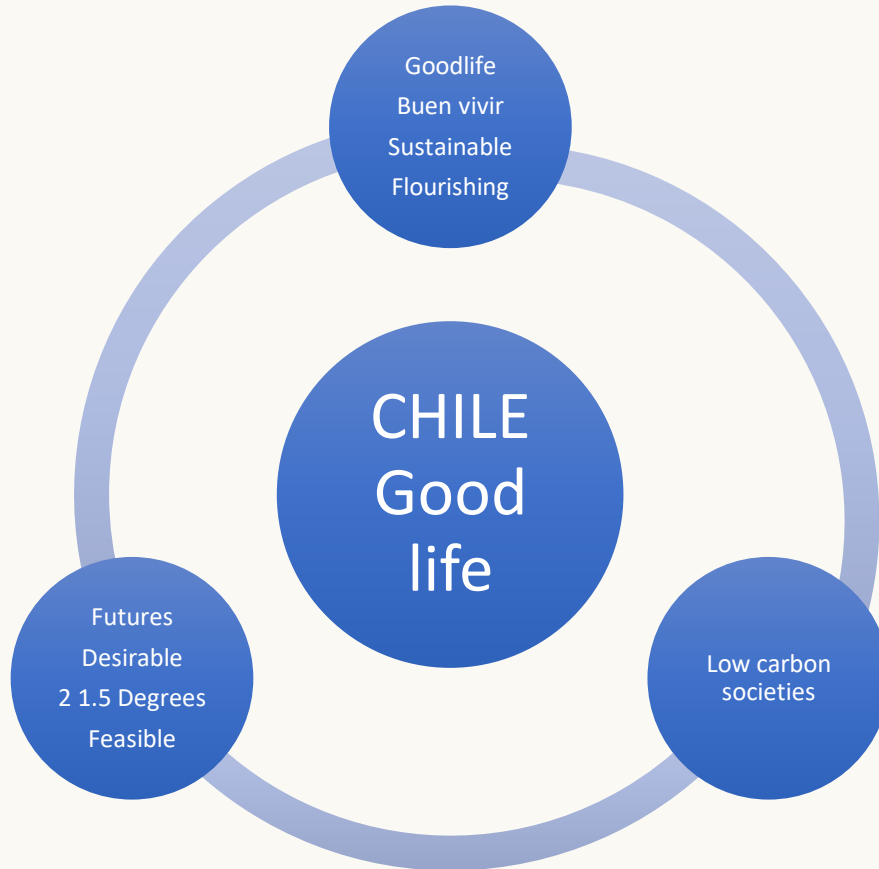 Goodlife
Buen vivir
Sustainable
Flourishing
CHILE
Good
life
Futures
Desirable
2 1.5 Degrees
Feasible
Low carbon
societies